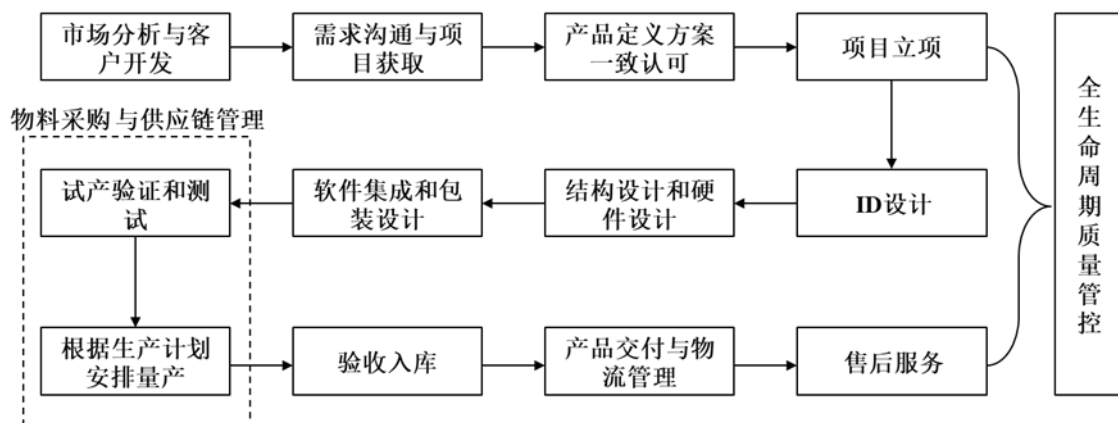 市场分析与客
户开发
需求沟通与项
目获取
产品定义方案
一致认可
项目立项
物料采购与供应链管理
试产验证和测
试
软件集成和包
装设计
结构设计和硬
件设计
ID设计
根据生产计划
安排量产
验收入库
产品交付与物
流管理
售后服务
全
生
命
周
期
质
量
管
控